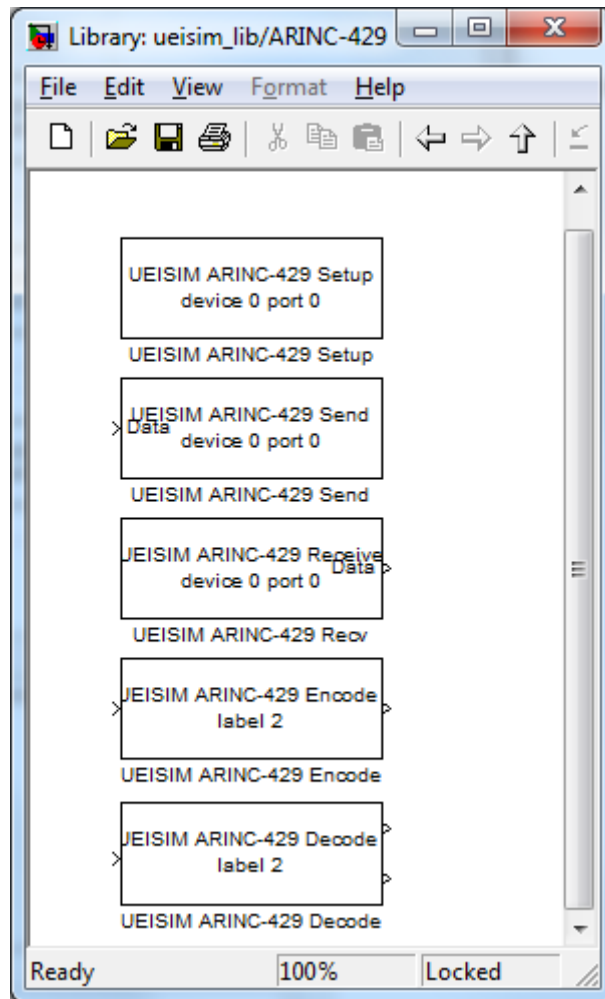 Library: ueisim_lib/ARINC-429
File Edit View Format Help
UEISIM ARINC-429 Setup
device 0 port 0
UEISIM ARINC-429 Setup
UEISIM ARINC-429 Send
Data
device 0 port 0
UEISIM ARINC-429 Send
UEISIM ARINC-429 Receive
Data
device 0 port 0
UEISIM ARINC-429 Recv
UEISIM ARINC-429 Encode
label 2
UEISIM ARINC-429 Encode
UEISIM ARINC-429 Decode
label 2
UEISIM ARINC-429 Decode
Ready 100% Locked